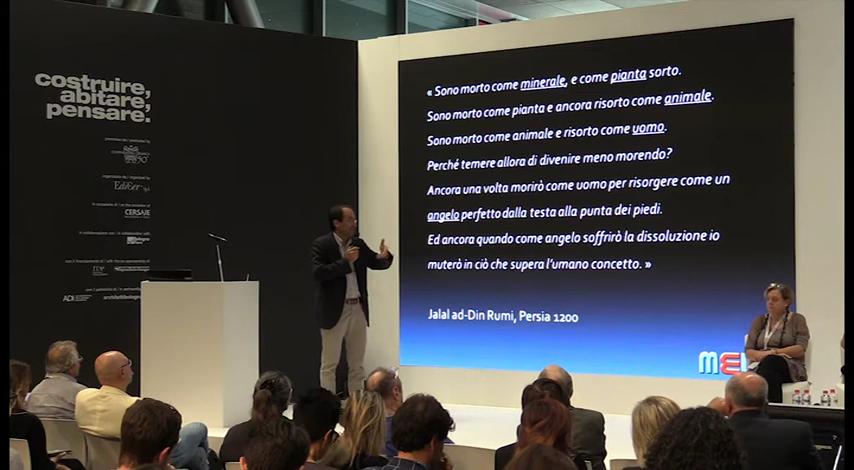 costruire,
abitare,
pensare.
EdiCer
CERSAIE
ADI
« Sono morto come minerale, e come pianta sorto.
Sono morto come pianta e ancora risorto come animale.
Sono morto come animale e risorto come uomo.
Perché temere allora di divenire meno morendo?
Ancora una volta morirò come uomo per risorgere come un
angelo perfetto dalla testa alla punta dei piedi.
Ed ancora quando come angelo soffrirò la dissoluzione io
muterò in ciò che supera l'umano concetto. »
Jalal ad-Din Rumi, Persia 1200